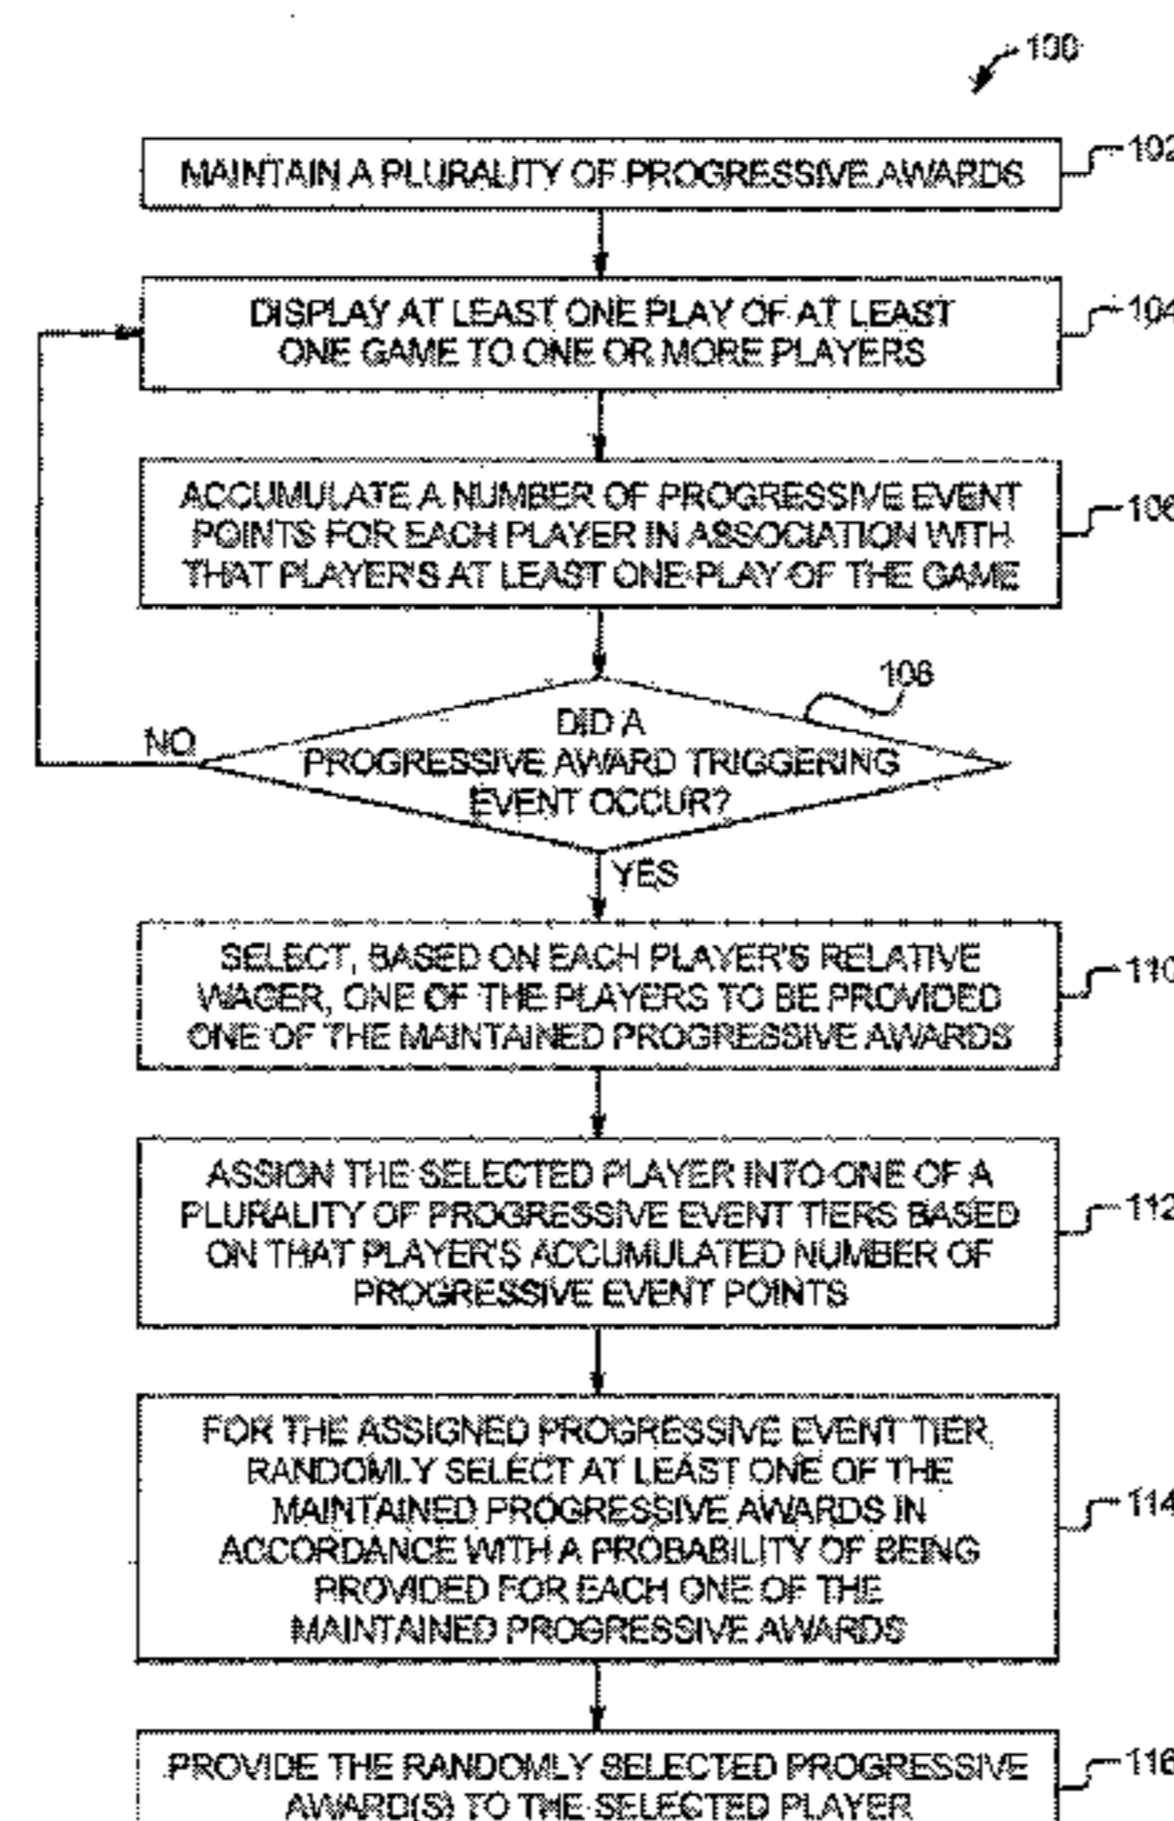 100
MAINTAIN A PLURALITY OF PROGRESSIVE AWARDS
102
DISPLAY AT LEAST ONE PLAY OF AT LEAST
ONE GAME TO ONE OR MORE PLAYERS
104
ACCUMULATE A NUMBER OF PROGRESSIVE EVENT
POINTS FOR EACH PLAYER IN ASSOCIATION WITH
THAT PLAYER'S AT LEAST ONE PLAY OF THE GAME
106
108
DID A
PROGRESSIVE AWARD TRIGGERING
EVENT OCCUR?
NO
YES
SELECT, BASED ON EACH PLAYER'S RELATIVE
WAGER, ONE OF THE PLAYERS TO BE PROVIDED
ONE OF THE MAINTAINED PROGRESSIVE AWARDS
110
ASSIGN THE SELECTED PLAYER INTO ONE OF A
PLURALITY OF PROGRESSIVE EVENT TIERS BASED
ON THAT PLAYER'S ACCUMULATED NUMBER OF
PROGRESSIVE EVENT POINTS
112
FOR THE ASSIGNED PROGRESSIVE EVENT TIER,
RANDOMLY SELECT AT LEAST ONE OF THE
MAINTAINED PROGRESSIVE AWARDS IN
ACCORDANCE WITH A PROBABILITY OF BEING
PROVIDED FOR EACH ONE OF THE
MAINTAINED PROGRESSIVE AWARDS
114
PROVIDE THE RANDOMLY SELECTED PROGRESSIVE
AWARD(S) TO THE SELECTED PLAYER
116